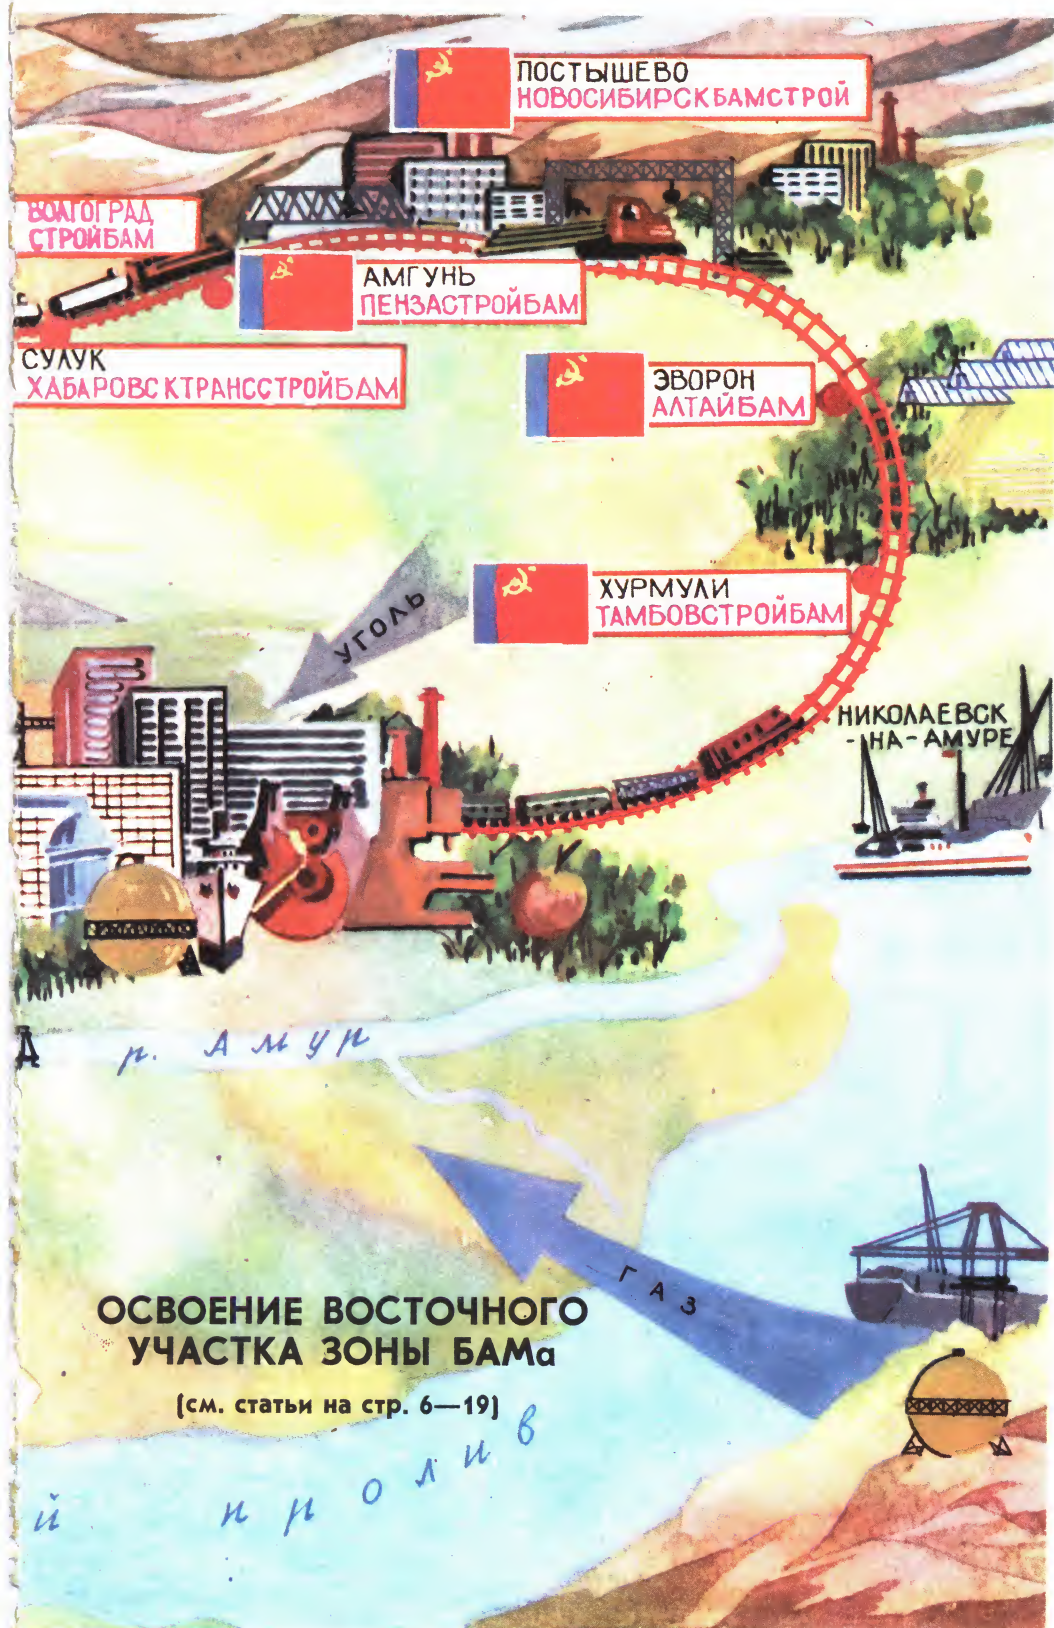 ПОСТЫШЕВО
НОВОСИБИРСКБАМСТРОЙ
ВОЛГОГРАД
СТРОЙБАМ
АМГУНЬ
ПЕНЗАСТРОЙБАМ
СУЛУК
ХАБАРОВСКТРАНССТРОЙБАМ
ЭВОРОН
АЛТАЙБАМ
ХУРМУЛИ
ТАМБОВСТРОЙБАМ
УГОЛЬ
НИКОЛАЕВСК
-НА-АМУРЕ
Д
р. Амур
ГАЗ
ОСВОЕНИЕ ВОСТОЧНОГО
УЧАСТКА ЗОНЫ БАМа
(см. статьи на стр. 6—19)
й пролив